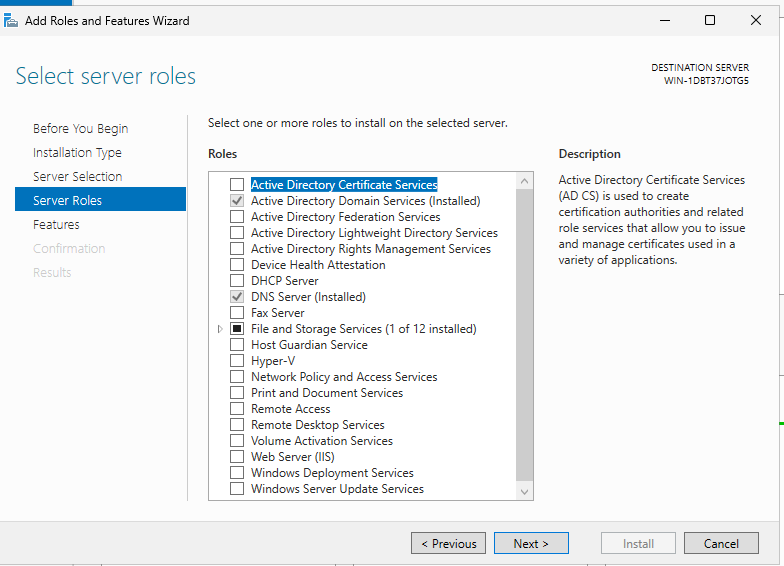 Add Roles and Features Wizard
Select server roles
DESTINATION SERVER
WIN-1DBT37JOTG5
Before You Begin
Installation Type
Server Selection
Server Roles
Features
Confirmation
Results
Select one or more roles to install on the selected server.
Roles
Active Directory Certificate Services
Active Directory Domain Services (Installed)
Active Directory Federation Services
Active Directory Lightweight Directory Services
Active Directory Rights Management Services
Device Health Attestation
DHCP Server
DNS Server (Installed)
Fax Server
File and Storage Services (1 of 12 installed)
Host Guardian Service
Hyper-V
Network Policy and Access Services
Print and Document Services
Remote Access
Remote Desktop Services
Volume Activation Services
Web Server (IIS)
Windows Deployment Services
Windows Server Update Services
Description
Active Directory Certificate Services
(AD CS) is used to create
certification authorities and related
role services that allow you to issue
and manage certificates used in a
variety of applications.
< Previous
Next >
Install
Cancel